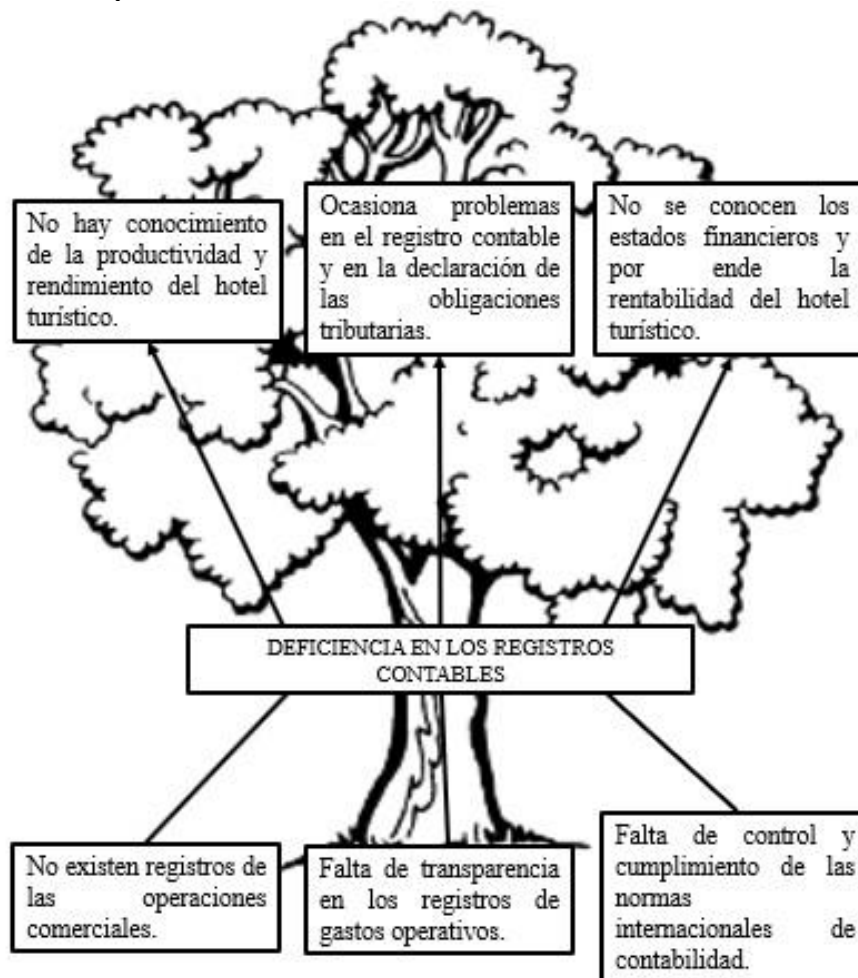 No hay conocimiento
de la productividad y
rendimiento del hotel
turístico.
Ocasiona problemas
en el registro contable
y en la declaración de
las obligaciones
tributarias.
No se conocen los
estados financieros y
por ende la
rentabilidad del hotel
turístico.
DEFICIENCIA EN LOS REGISTROS
CONTABLES
No existen registros de
las operaciones
comerciales.
Falta de transparencia
en los registros de
gastos operativos.
Falta de control y
cumplimiento de las
normas
internacionales de
contabilidad.